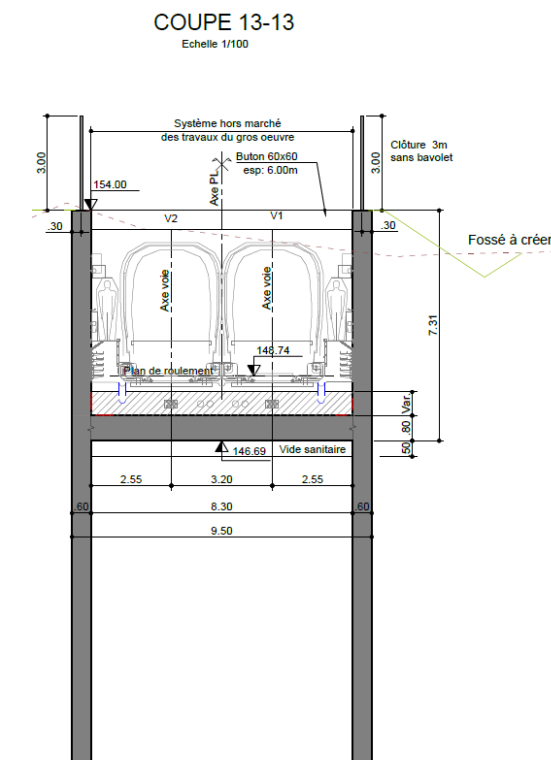 COUPE 13-13
Echelle 1/100
Système hors marché
des travaux du gros oeuvre
Clôture 3m
sans bavolet
Buton 60x60
esp: 6.00m
3.00
3.00
Axe PL
154.00
V2
V1
.30
.30
Fossé à créer
Axe voie
Axe voie
7.31
148.74
Plan de roulement
Var.
.80
.50
146.69
Vide sanitaire
2.55
3.20
2.55
.60
8.30
.60
9.50